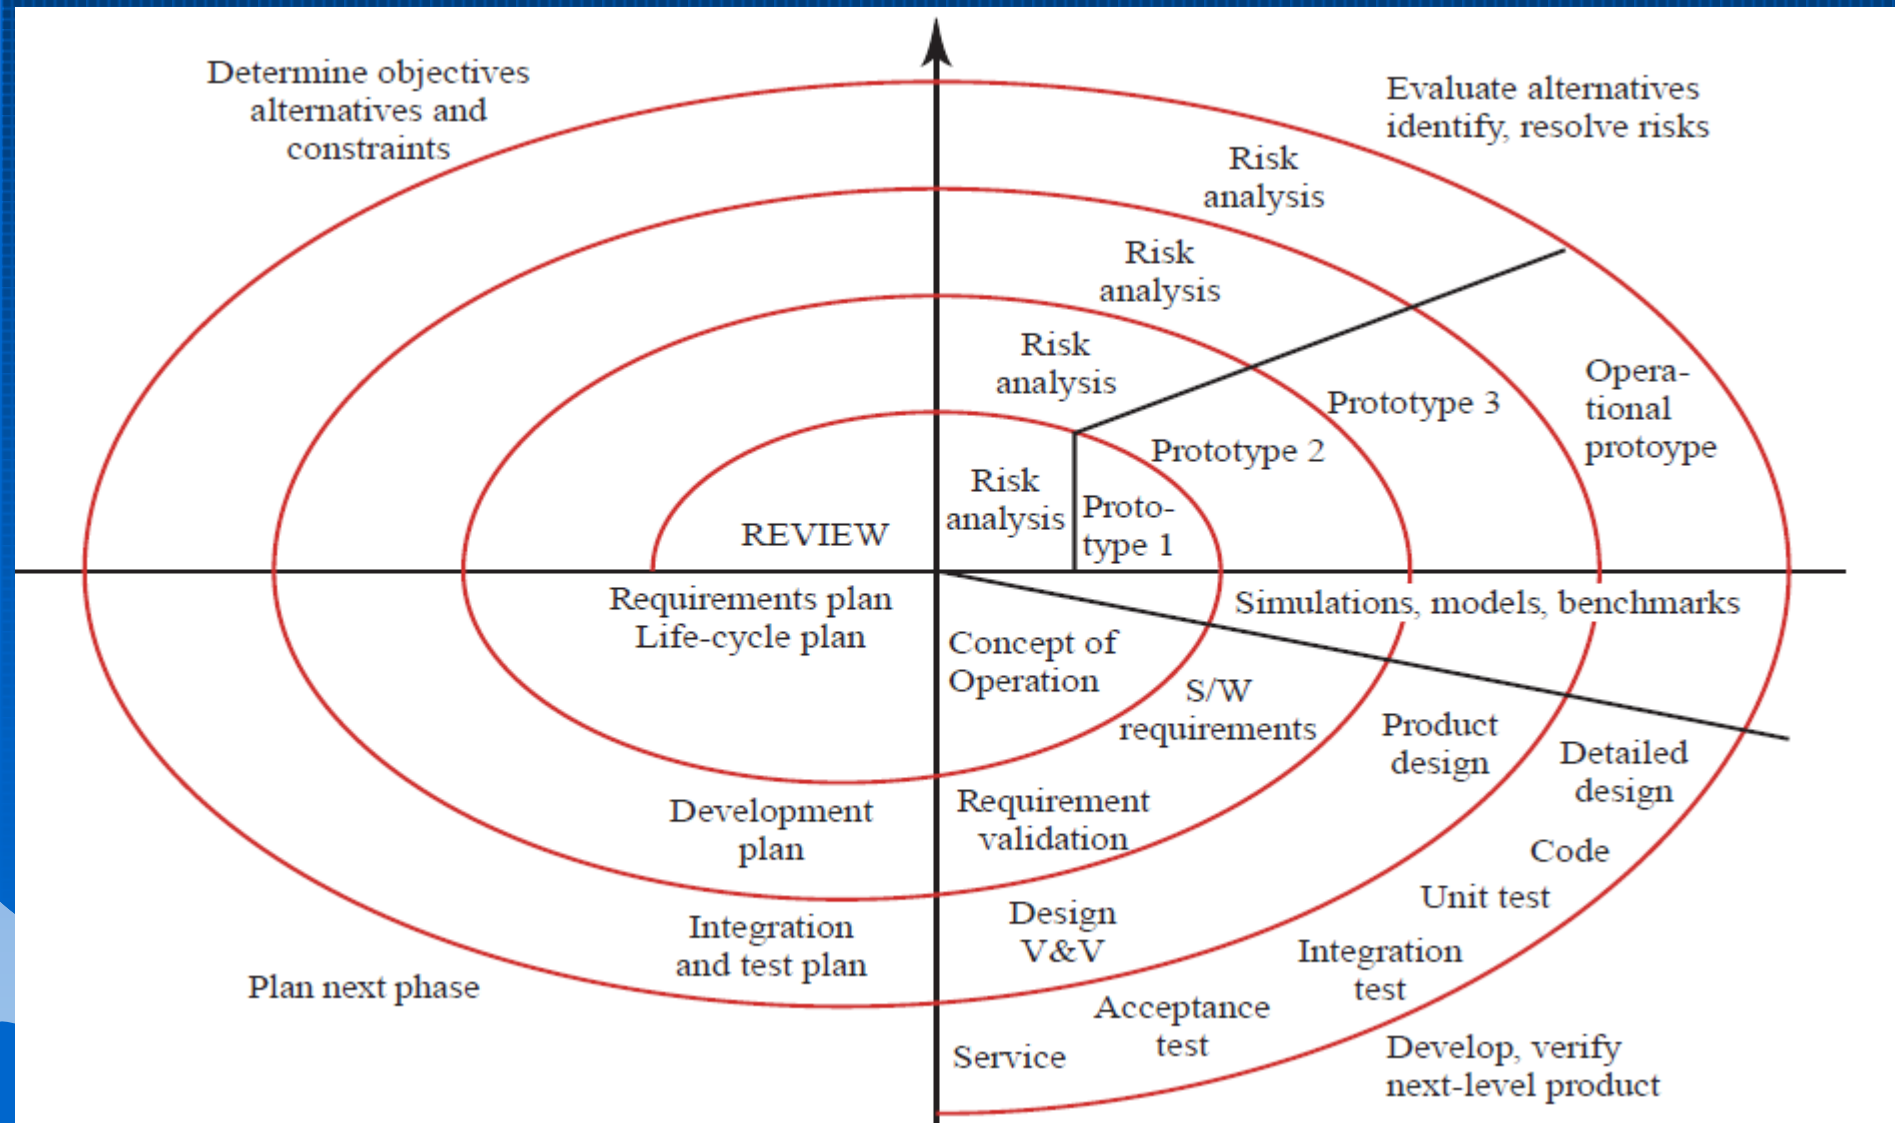 Determine objectives
alternatives and
constraints
Evaluate alternatives
identify, resolve risks
Risk
analysis
Risk
analysis
Risk
analysis
Risk
analysis
Opera-
tional
protoype
Prototype 3
Prototype 2
Proto-
type 1
REVIEW
Requirements plan
Life-cycle plan
Simulations, models, benchmarks
Concept of
Operation
S/W
requirements
Product
design
Detailed
design
Development
plan
Requirement
validation
Code
Unit test
Integration
and test plan
Design
V&V
Integration
test
Plan next phase
Acceptance
test
Service
Develop, verify
next-level product